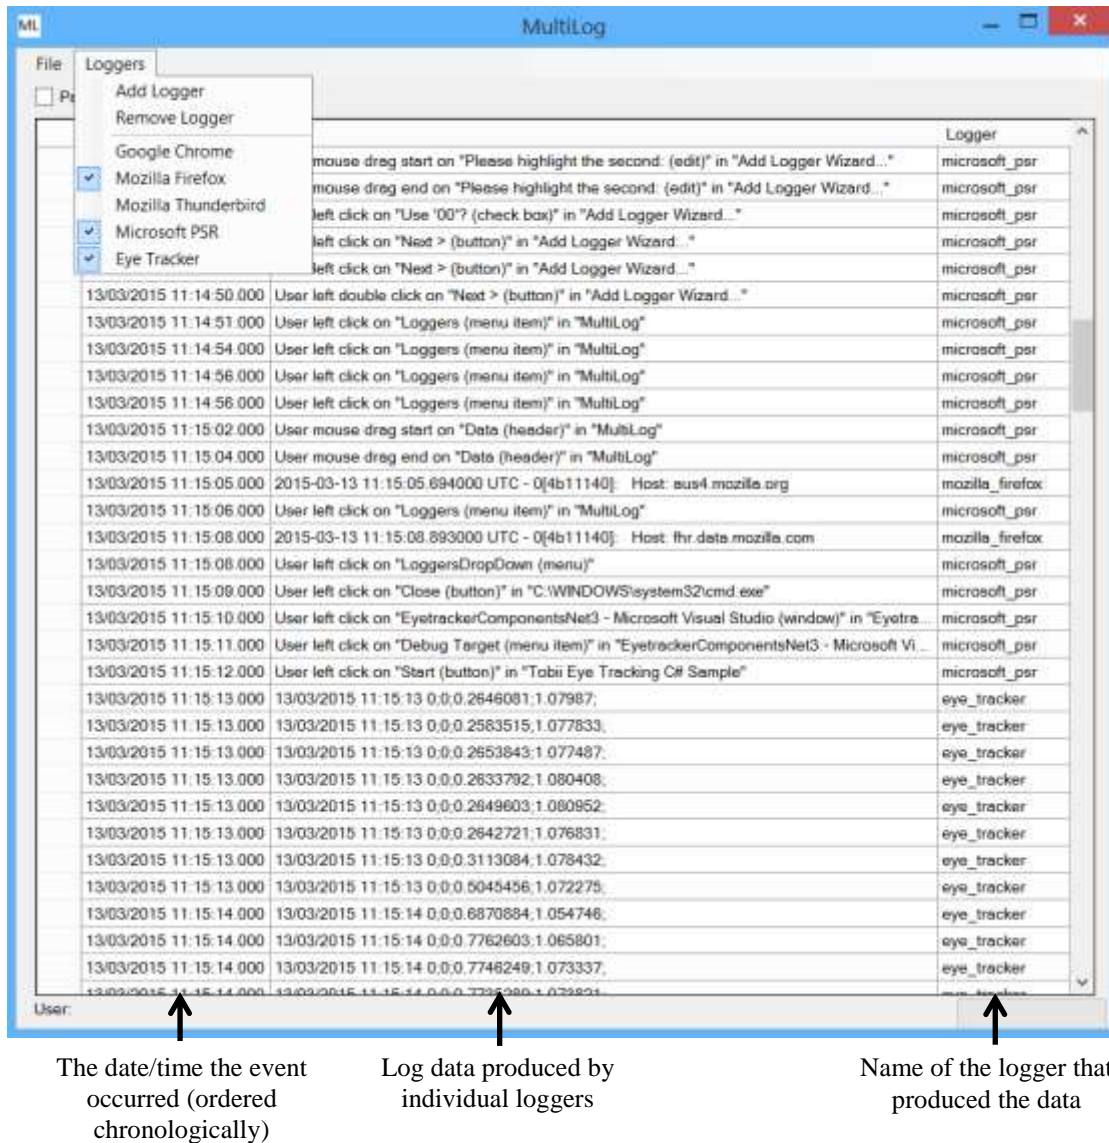 ML MultiLog
File Loggers
Add Logger
Remove Logger
Google Chrome
Mozilla Firefox
Mozilla Thunderbird
Microsoft PSR
Eye Tracker
Logger
mouse drag start on "Please highlight the second: (edit)" in "Add Logger Wizard..." microsoft_psr
mouse drag end on "Please highlight the second: (edit)" in "Add Logger Wizard..." microsoft_psr
left click on "Use '00'? (check box)" in "Add Logger Wizard..." microsoft_psr
left click on "Next > (button)" in "Add Logger Wizard..." microsoft_psr
left click on "Next > (button)" in "Add Logger Wizard..." microsoft_psr
13/03/2015 11:14:50.000 User left double click on "Next > (button)" in "Add Logger Wizard..." microsoft_psr
13/03/2015 11:14:51.000 User left click on "Loggers (menu item)" in "MultiLog" microsoft_psr
13/03/2015 11:14:54.000 User left click on "Loggers (menu item)" in "MultiLog" microsoft_psr
13/03/2015 11:14:56.000 User left click on "Loggers (menu item)" in "MultiLog" microsoft_psr
13/03/2015 11:14:56.000 User left click on "Loggers (menu item)" in "MultiLog" microsoft_psr
13/03/2015 11:15:02.000 User mouse drag start on "Data (header)" in "MultiLog" microsoft_psr
13/03/2015 11:15:04.000 User mouse drag end on "Data (header)" in "MultiLog" microsoft_psr
13/03/2015 11:15:05.000 2015-03-13 11:15:05.694000 UTC - 0[4b11140]: Host: aus4.mozilla.org mozilla_firefox
13/03/2015 11:15:06.000 User left click on "Loggers (menu item)" in "MultiLog" microsoft_psr
13/03/2015 11:15:08.000 2015-03-13 11:15:08.893000 UTC - 0[4b11140]: Host: fhr.data.mozilla.com mozilla_firefox
13/03/2015 11:15:08.000 User left click on "LoggersDropDown (menu)" microsoft_psr
13/03/2015 11:15:09.000 User left click on "Close (button)" in "C:\WINDOWS\system32\cmd.exe" microsoft_psr
13/03/2015 11:15:10.000 User left click on "EyetrackerComponentsNet3 - Microsoft Visual Studio (window)" in "Eyetra... microsoft_psr
13/03/2015 11:15:11.000 User left click on "Debug Target (menu item)" in "EyetrackerComponentsNet3 - Microsoft Vi... microsoft_psr
13/03/2015 11:15:12.000 User left click on "Start (button)" in "Tobii Eye Tracking C# Sample" microsoft_psr
13/03/2015 11:15:13.000 13/03/2015 11:15:13 0;0;0.2646081;1.07987; eye_tracker
13/03/2015 11:15:13.000 13/03/2015 11:15:13 0;0;0.2583515;1.077833; eye_tracker
13/03/2015 11:15:13.000 13/03/2015 11:15:13 0;0;0.2653843;1.077487; eye_tracker
13/03/2015 11:15:13.000 13/03/2015 11:15:13 0;0;0.2633792;1.080408; eye_tracker
13/03/2015 11:15:13.000 13/03/2015 11:15:13 0;0;0.2649603;1.080952; eye_tracker
13/03/2015 11:15:13.000 13/03/2015 11:15:13 0;0;0.2642721;1.076831; eye_tracker
13/03/2015 11:15:13.000 13/03/2015 11:15:13 0;0;0.3113084;1.078432; eye_tracker
13/03/2015 11:15:13.000 13/03/2015 11:15:13 0;0;0.5045456;1.072275; eye_tracker
13/03/2015 11:15:14.000 13/03/2015 11:15:14 0;0;0.6870884;1.054746; eye_tracker
13/03/2015 11:15:14.000 13/03/2015 11:15:14 0;0;0.7762603;1.065801; eye_tracker
13/03/2015 11:15:14.000 13/03/2015 11:15:14 0;0;0.7746249;1.073337; eye_tracker
User:
The date/time the event
occurred (ordered
chronologically)
Log data produced by
individual loggers
Name of the logger that
produced the data